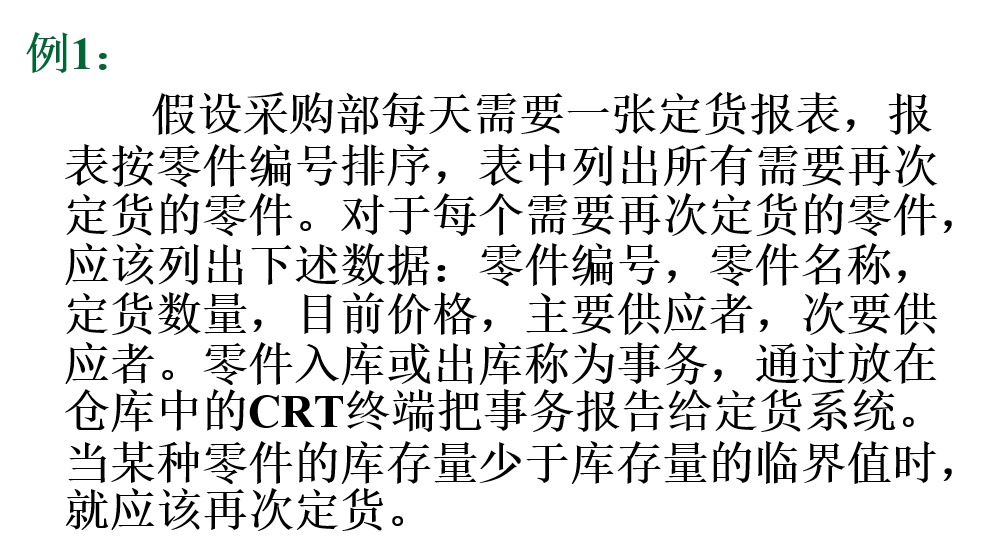 例1：
假设采购部每天需要一张定货报表，报
表按零件编号排序，表中列出所有需要再次
定货的零件。对于每个需要再次定货的零件，
应该列出下述数据：零件编号，零件名称，
定货数量，目前价格，主要供应者，次要供
应者。零件入库或出库称为事务，通过放在
仓库中的CRT终端把事务报告给定货系统。
当某种零件的库存量少于库存量的临界值时，
就应该再次定货。